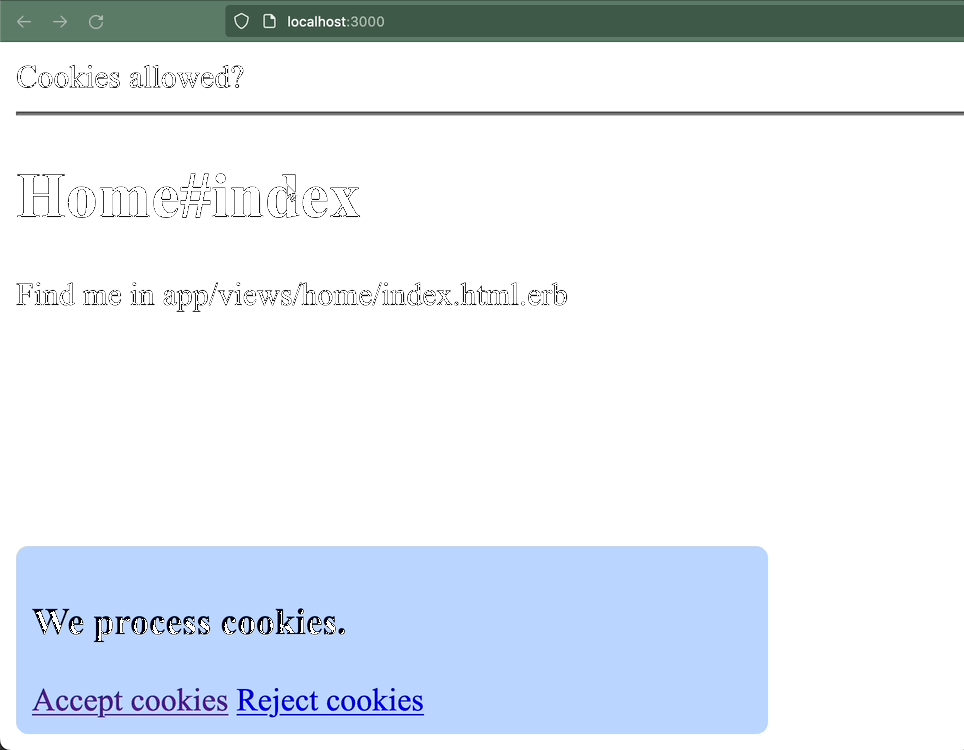 localhost:3000
Cookies allowed?
Home#index
Find me in app/views/home/index.html.erb
We process cookies.
Accept cookies Reject cookies